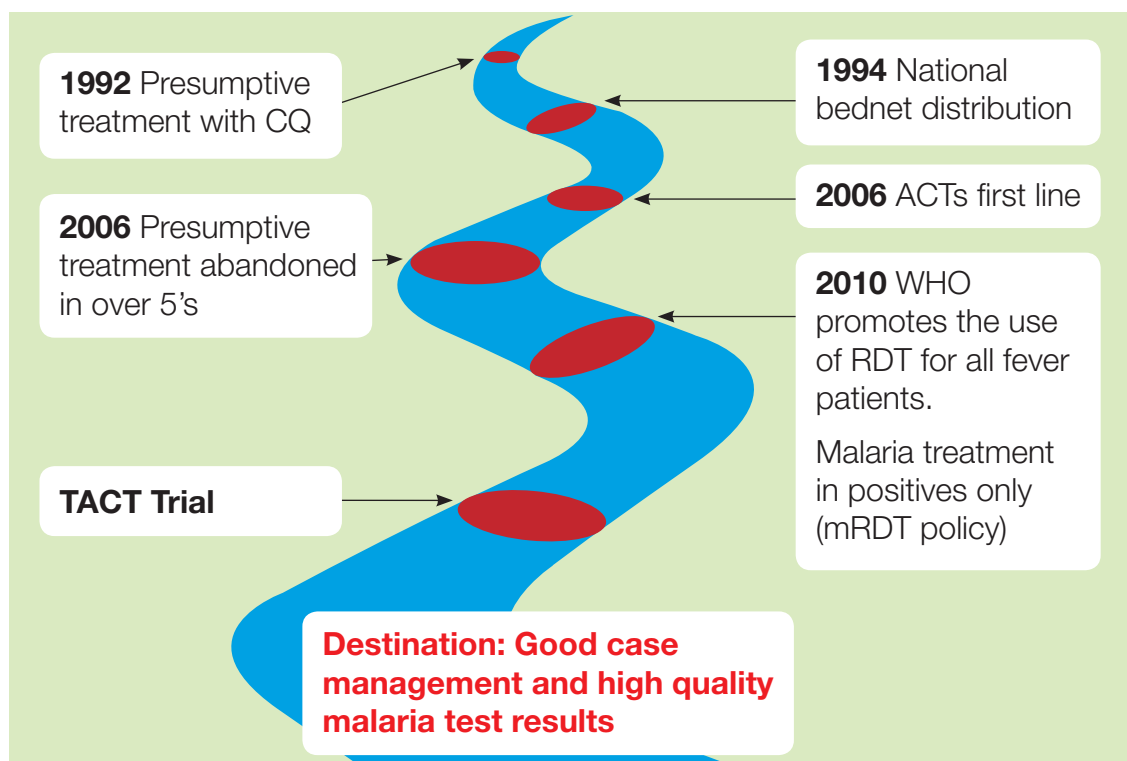 1992 Presumptive
treatment with CQ
1994 National
bednet distribution
2006 ACTs first line
2006 Presumptive
treatment abandoned
in over 5's
2010 WHO
promotes the use
of RDT for all fever
patients.
Malaria treatment
in positives only
(mRDT policy)
TACT Trial
Destination: Good case
management and high quality
malaria test results